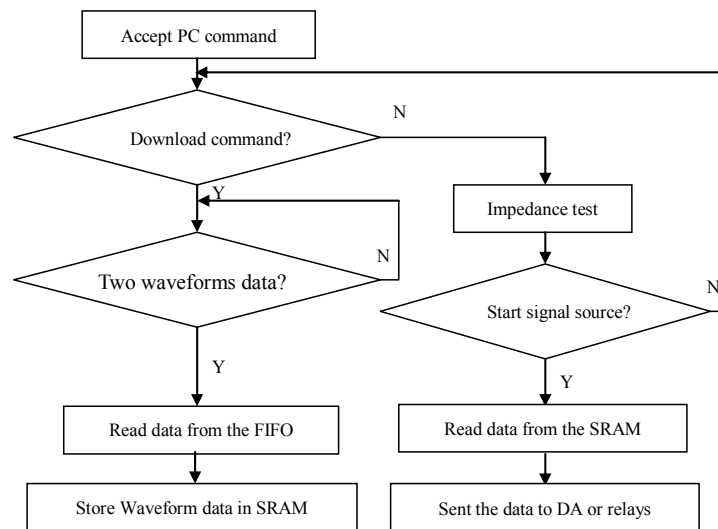 Accept PC command
N
Download command?
Y
Impedance test
N
Two waveforms data?
N
Start signal source?
Y
Y
Read data from the FIFO
Read data from the SRAM
Store Waveform data in SRAM
Sent the data to DA or relays